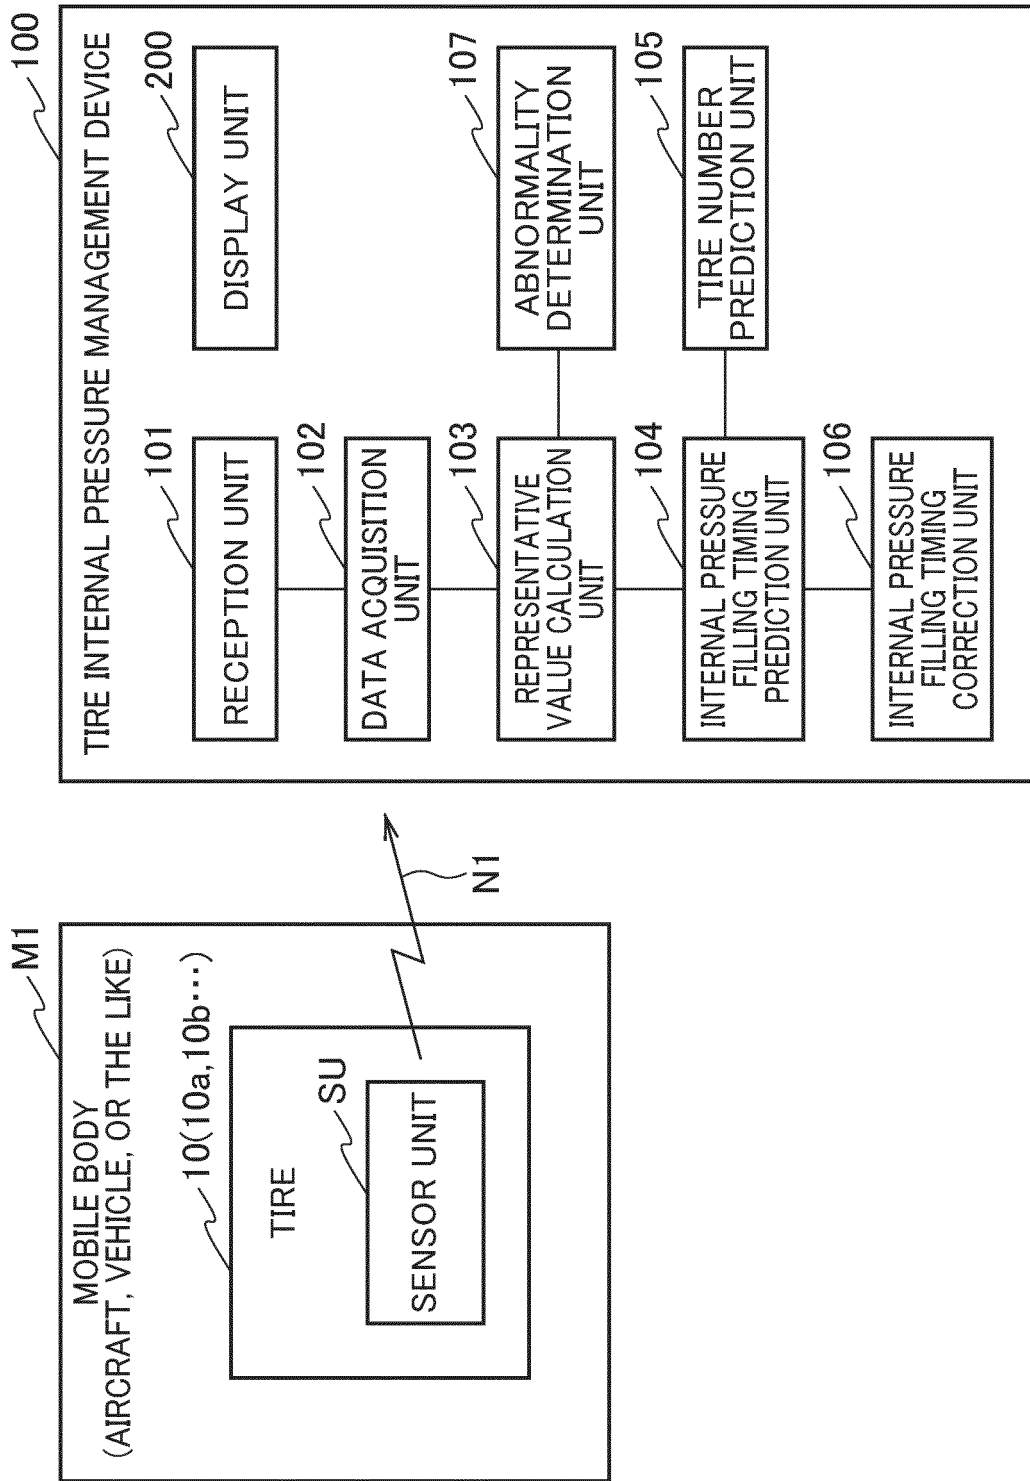 M1
MOBILE BODY
(AIRCRAFT, VEHICLE, OR THE LIKE)
10(10a,10b···)
TIRE
SU
SENSOR UNIT
N1
100
TIRE INTERNAL PRESSURE MANAGEMENT DEVICE
101
RECEPTION UNIT
200
DISPLAY UNIT
102
DATA ACQUISITION
UNIT
103
REPRESENTATIVE
VALUE CALCULATION
UNIT
107
ABNORMALITY
DETERMINATION
UNIT
104
INTERNAL PRESSURE
FILLING TIMING
PREDICTION UNIT
105
TIRE NUMBER
PREDICTION UNIT
106
INTERNAL PRESSURE
FILLING TIMING
CORRECTION UNIT